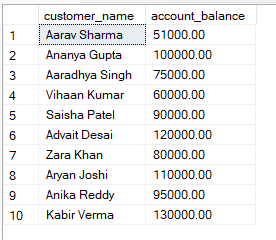 customer_name account_balance
1 Aarav Sharma 51000.00
2 Ananya Gupta 100000.00
3 Aaradhya Singh 75000.00
4 Vihaan Kumar 60000.00
5 Saisha Patel 90000.00
6 Advait Desai 120000.00
7 Zara Khan 80000.00
8 Aryan Joshi 110000.00
9 Anika Reddy 95000.00
10 Kabir Verma 130000.00